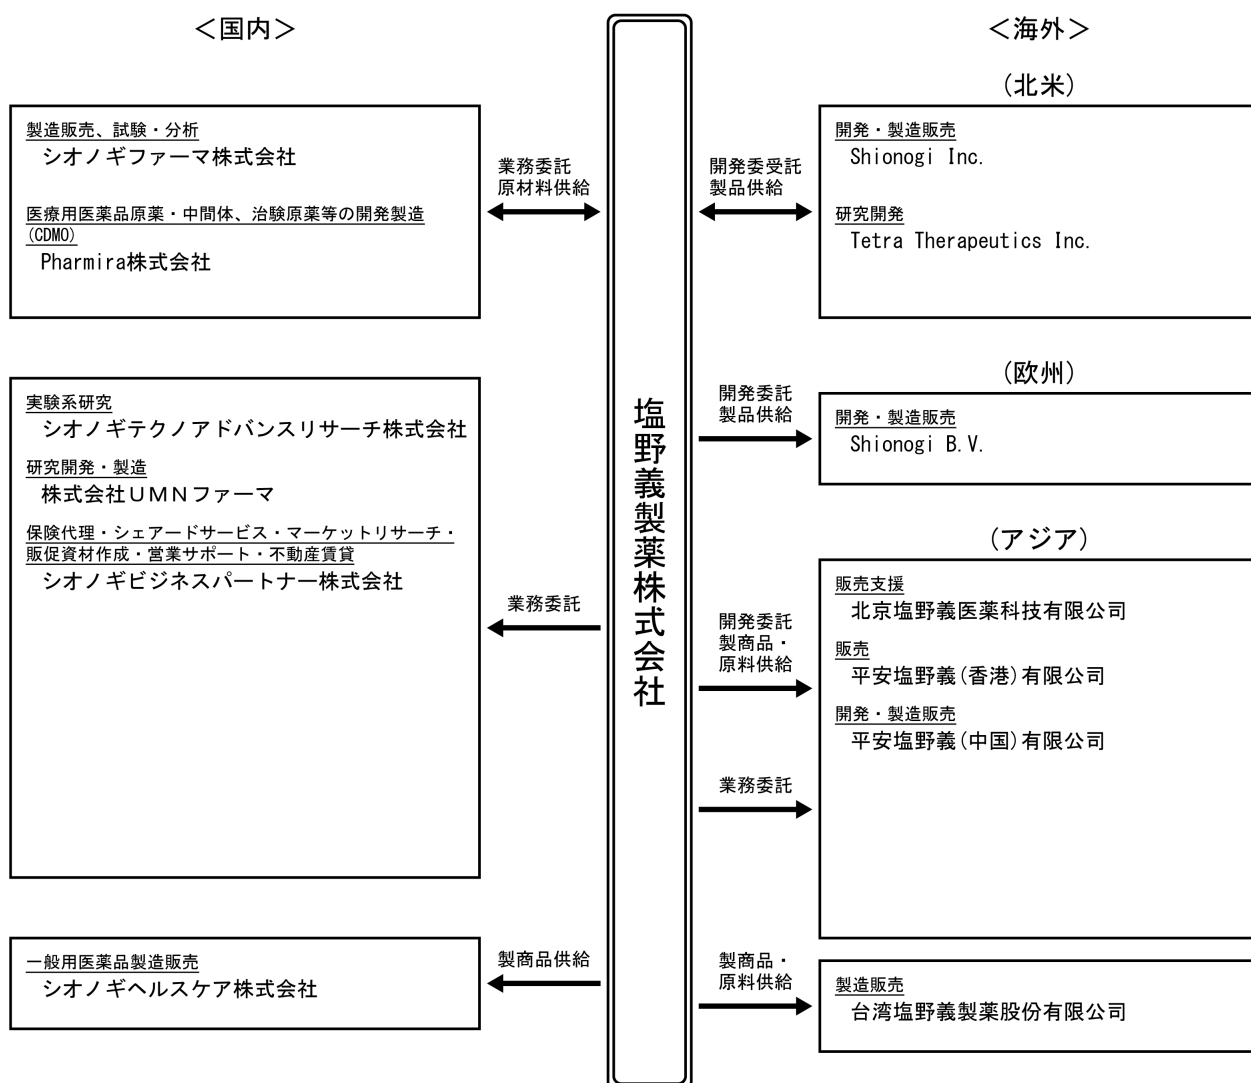 ＜国内＞
製造販売、試験・分析
シオノギファーマ株式会社
医療用医薬品原薬・中間体、治験原薬等の開発製造
(CDMO)
Pharmira株式会社
業務委託
原材料供給
実験系研究
シオノギテクノアドバンスリサーチ株式会社
研究開発・製造
株式会社ＵＭＮファーマ
保険代理・シェアードサービス・マーケットリサーチ・
販促資材作成・営業サポート・不動産賃貸
シオノギビジネスパートナー株式会社
業務委託
一般用医薬品製造販売
シオノギヘルスケア株式会社
製商品供給
塩野義製薬株式会社
＜海外＞
(北米)
開発委受託
製品供給
開発・製造販売
Shionogi Inc.
研究開発
Tetra Therapeutics Inc.
(欧州)
開発委託
製品供給
開発・製造販売
Shionogi B.V.
(アジア)
開発委託
製商品・
原料供給
業務委託
販売支援
北京塩野義医薬科技有限公司
販売
平安塩野義(香港)有限公司
開発・製造販売
平安塩野義(中国)有限公司
製商品・
原料供給
製造販売
台湾塩野義製薬股份有限公司